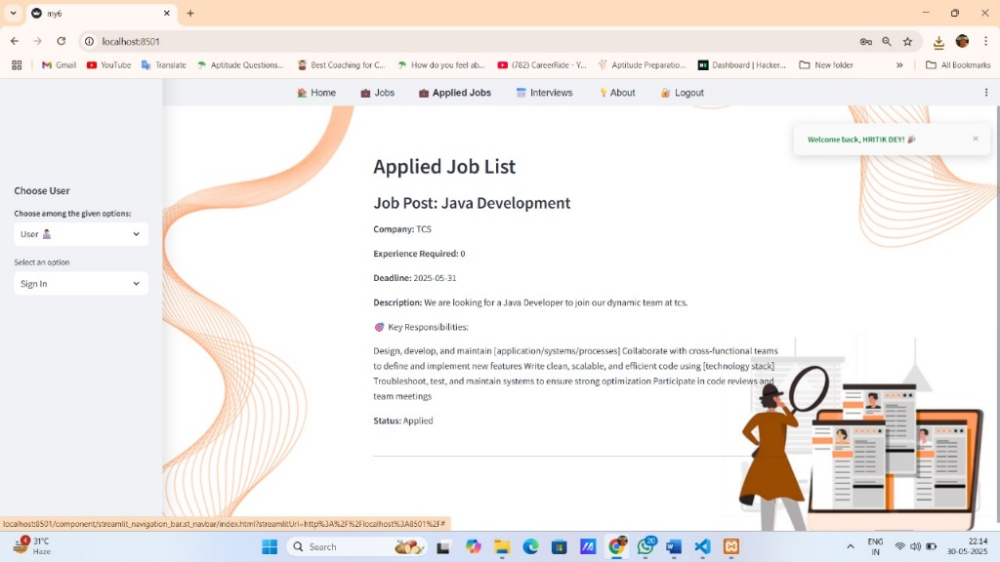 my6
localhost:8501
Gmail
YouTube
Translate
Aptitude Questions...
Best Coaching for C...
How do you feel ab...
(782) CareerRide - Y...
Aptitude Preparatio...
Dashboard | Hacker...
New folder
»
All Bookmarks
Home
Jobs
Applied Jobs
Interviews
About
Logout
Welcome back, HRITIK DEY!
Choose User
Choose among the given options:
User
Select an option
Sign In
Applied Job List
Job Post: Java Development
Company: TCS
Experience Required: 0
Deadline: 2025-05-31
Description: We are looking for a Java Developer to join our dynamic team at tcs.
Key Responsibilities:
Design, develop, and maintain [application/systems/processes] Collaborate with cross-functional teams
to define and implement new features Write clean, scalable, and efficient code using [technology stack]
Troubleshoot, test, and maintain systems to ensure strong optimization Participate in code reviews and
team meetings
Status: Applied
localhost:8501/component/streamlit_navigation_bar.st_navbar/index.html?streamlitUrl=http%3A%2F%2Flocalhost%3A8501%2F#
4
31°C
Haze
Search
20
ENG
IN
22:14
30-05-2025